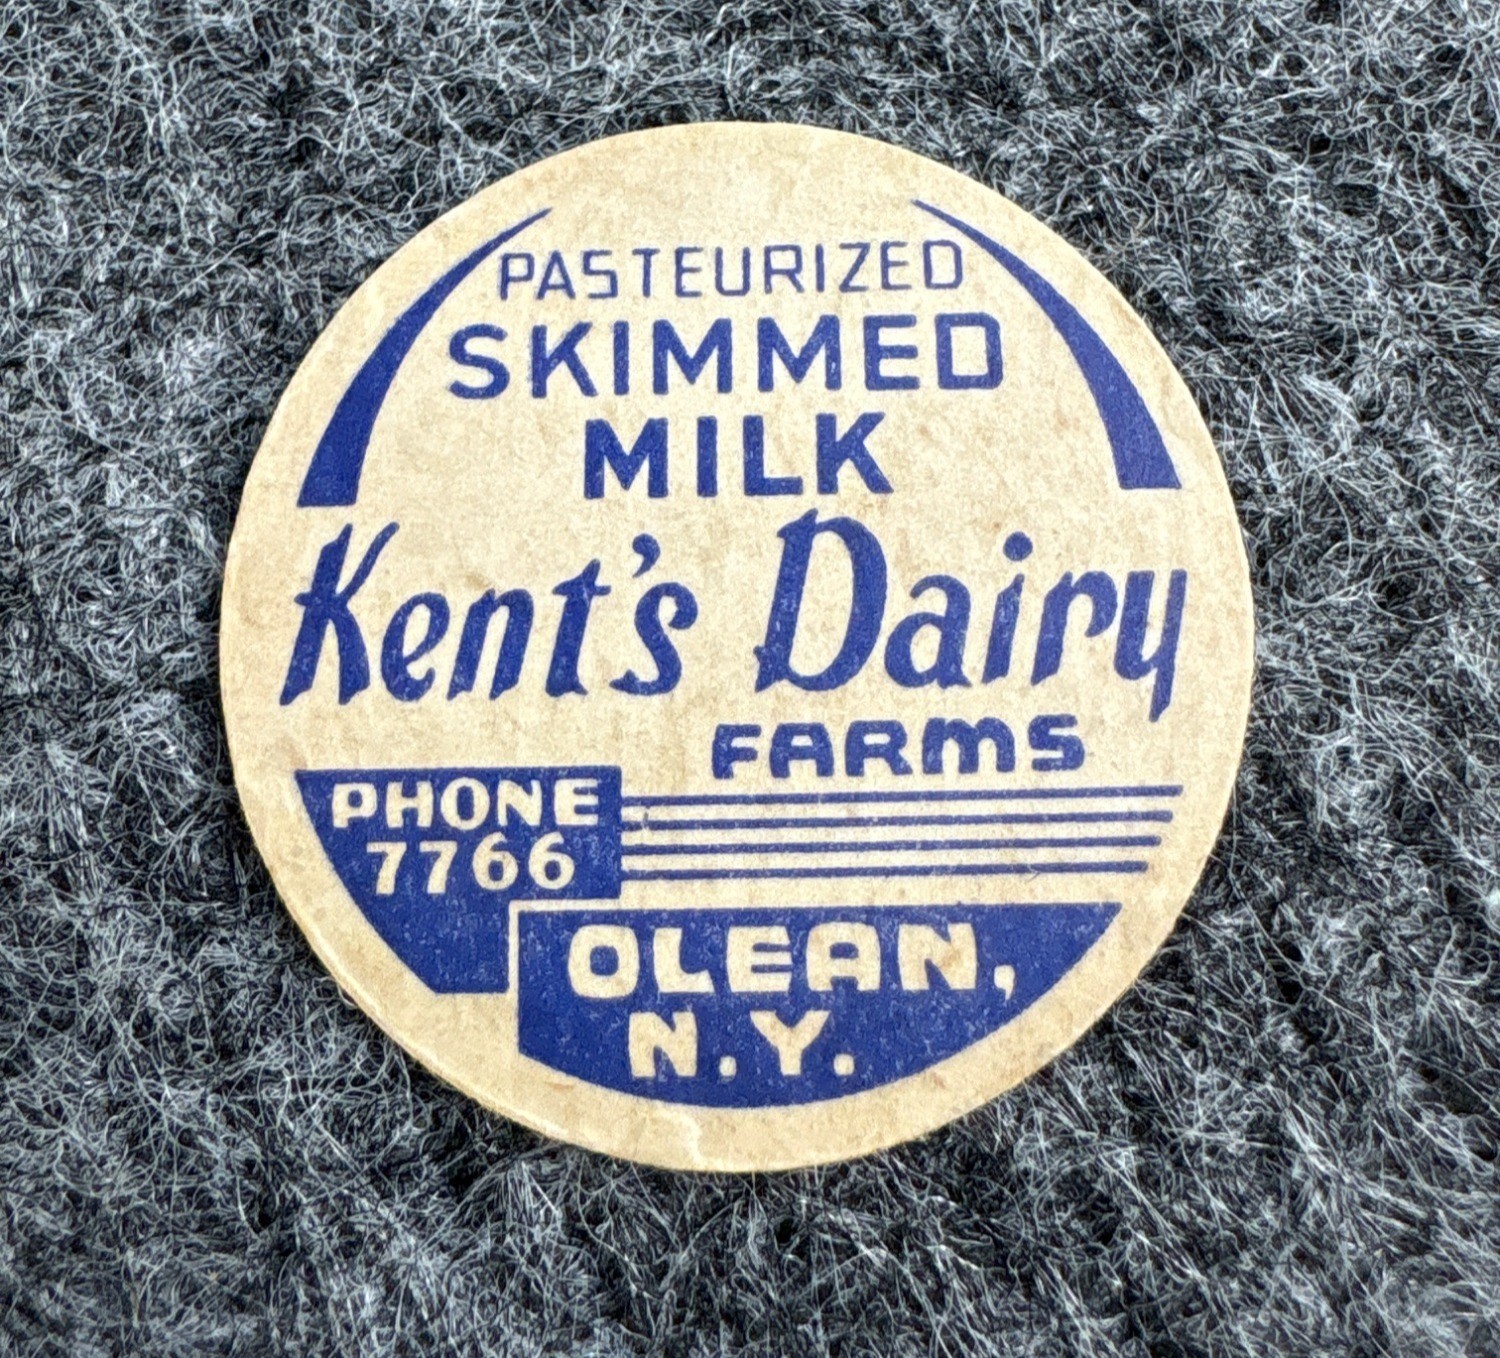 PASTEURIZED
SKIMMED
MILK
Kent's Dairy
FARMS
PHONE
7766
OLEAN,
N.Y.